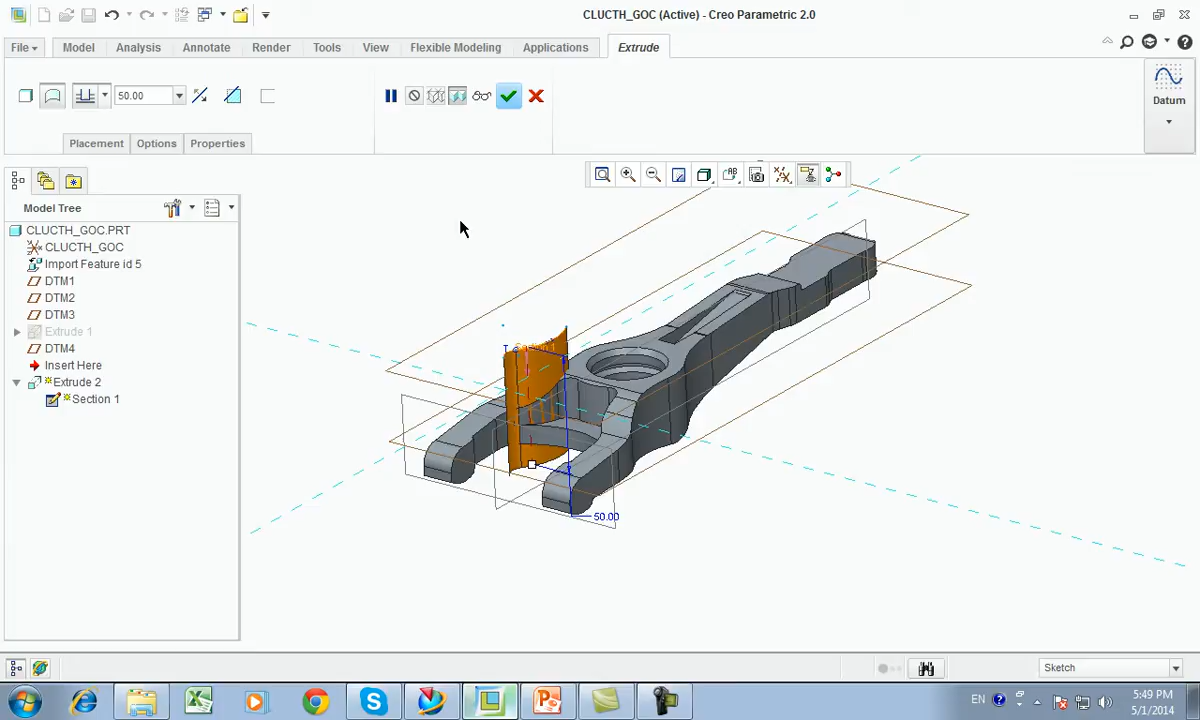 CLUCTH_GOC (Active) - Creo Parametric 2.0
File Model Analysis Annotate Render Tools View Flexible Modeling Applications Extrude
50.00
Datum
Placement Options Properties
Model Tree
CLUCTH_GOC.PRT
CLUCTH_GOC
Import Feature id 5
DTM1
DTM2
DTM3
Extrude 1
DTM4
Insert Here
Extrude 2
Section 1
50.00
Sketch
EN
5:49 PM
5/1/2014